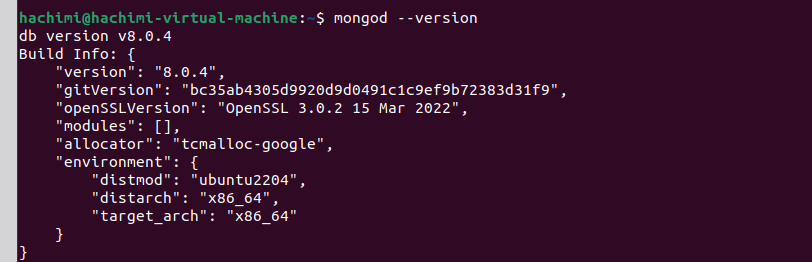 hachimi@hachimi-virtual-machine:~$ mongod --version
db version v8.0.4
Build Info: {
    "version": "8.0.4",
    "gitVersion": "bc35ab4305d9920d9d0491c1c9ef9b72383d31f9",
    "openSSLVersion": "OpenSSL 3.0.2 15 Mar 2022",
    "modules": [],
    "allocator": "tcmalloc-google",
    "environment": {
        "distmod": "ubuntu2204",
        "distarch": "x86_64",
        "target_arch": "x86_64"
    }
}